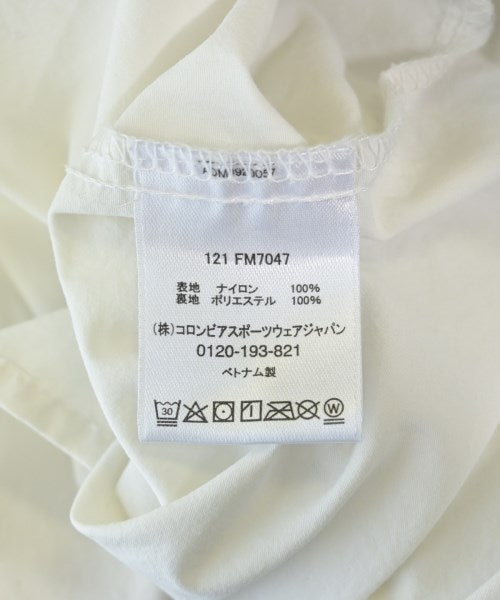 121 FM7047
表地 ナイロン 100%
裏地 ポリエステル 100%
(株)コロンビアスポーツウェアジャパン
0120-193-821
ベトナム製
30
W